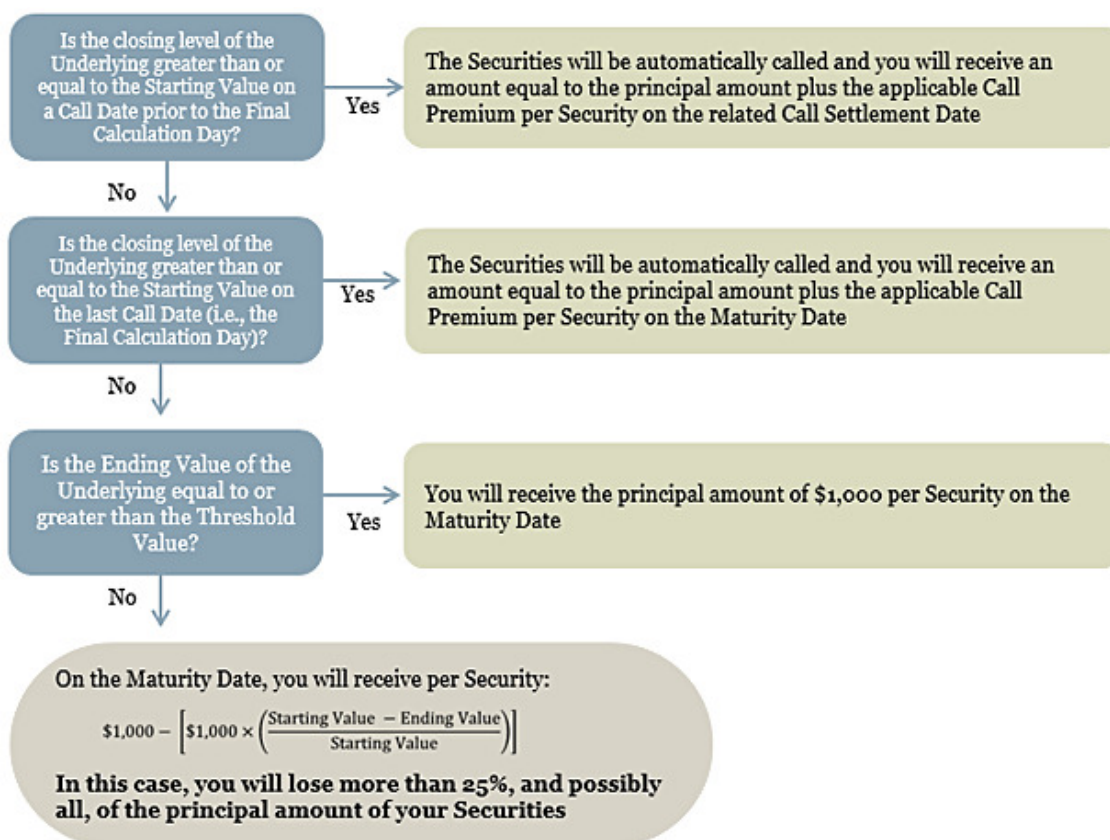 Is the closing level of the
Underlying greater than or
equal to the Starting Value on
a Call Date prior to the Final
Calculation Day?
Yes
The Securities will be automatically called and you will receive an
amount equal to the principal amount plus the applicable Call
Premium per Security on the related Call Settlement Date
No
Is the closing level of the
Underlying greater than or
equal to the Starting Value on
the last Call Date (i.e., the
Final Calculation Day)?
Yes
The Securities will be automatically called and you will receive an
amount equal to the principal amount plus the applicable Call
Premium per Security on the Maturity Date
No
Is the Ending Value of the
Underlying equal to or
greater than the Threshold
Value?
Yes
You will receive the principal amount of $1,000 per Security on the
Maturity Date
No
On the Maturity Date, you will receive per Security:
$1,000 − [$1,000 × (Starting Value − Ending Value / Starting Value)]
In this case, you will lose more than 25%, and possibly
all, of the principal amount of your Securities